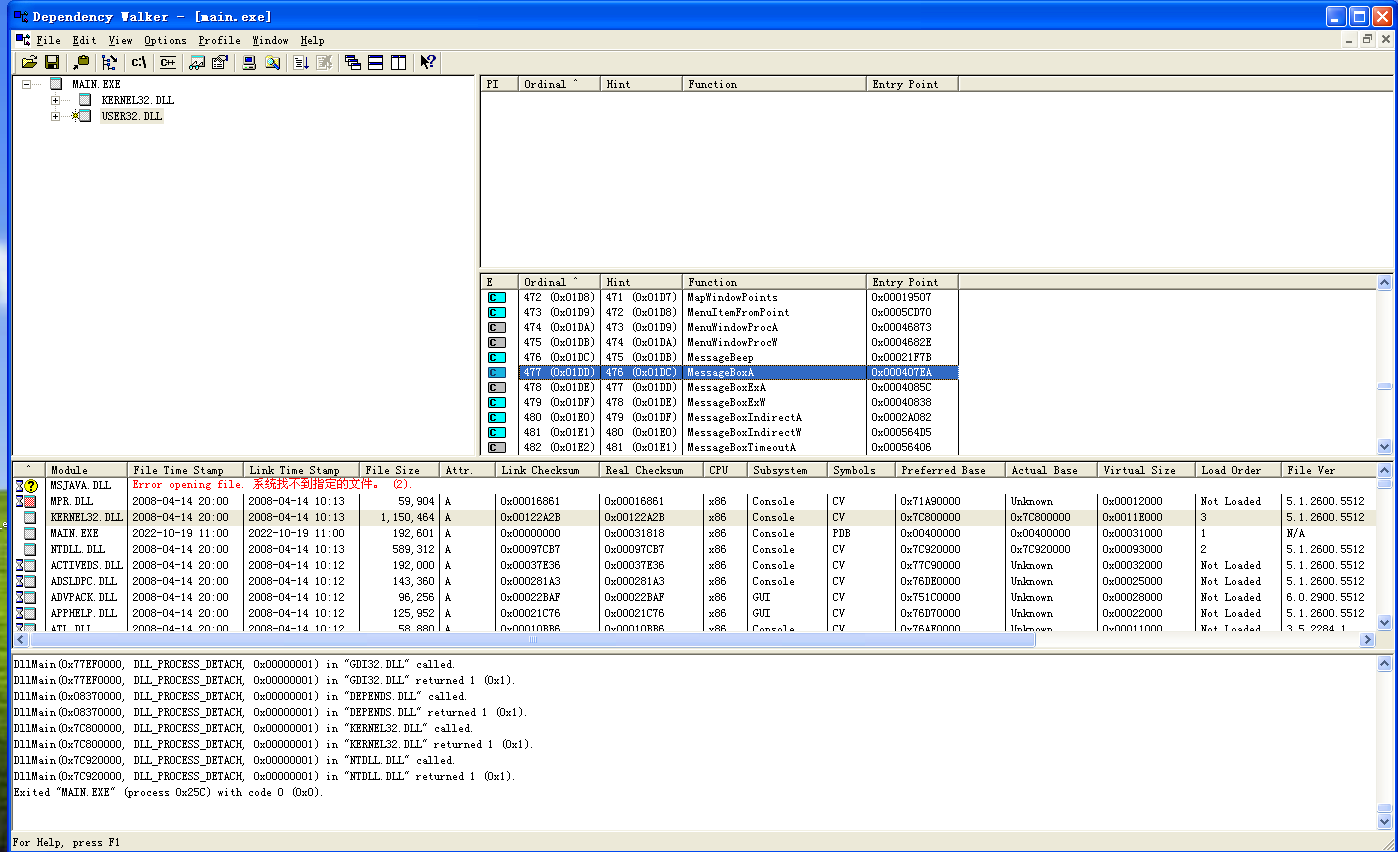 Dependency Walker - [main.exe]
File Edit View Options Profile Window Help
C:\ C++
MAIN.EXE
KERNEL32.DLL
USER32.DLL
PI Ordinal ^ Hint Function Entry Point
E Ordinal ^ Hint Function Entry Point
C 472 (0x01D8) 471 (0x01D7) MapWindowPoints 0x00019507
C 473 (0x01D9) 472 (0x01D8) MenuItemFromPoint 0x0005CD70
C 474 (0x01DA) 473 (0x01D9) MenuWindowProcA 0x00046873
C 475 (0x01DB) 474 (0x01DA) MenuWindowProcW 0x0004682E
C 476 (0x01DC) 475 (0x01DB) MessageBeep 0x00021F7B
C 477 (0x01DD) 476 (0x01DC) MessageBoxA 0x000407EA
C 478 (0x01DE) 477 (0x01DD) MessageBoxExA 0x0004085C
C 479 (0x01DF) 478 (0x01DE) MessageBoxExW 0x00040838
C 480 (0x01E0) 479 (0x01DF) MessageBoxIndirectA 0x0002A082
C 481 (0x01E1) 480 (0x01E0) MessageBoxIndirectW 0x000564D5
C 482 (0x01E2) 481 (0x01E1) MessageBoxTimeoutA 0x00056406
^ Module File Time Stamp Link Time Stamp File Size Attr. Link Checksum Real Checksum CPU Subsystem Symbols Preferred Base Actual Base Virtual Size Load Order File Ver
? MSJAVA.DLL Error opening file. 系统找不到指定的文件。 (2).
MPR.DLL 2008-04-14 20:00 2008-04-14 10:13 59,904 A 0x00016861 0x00016861 x86 Console CV 0x71A90000 Unknown 0x00012000 Not Loaded 5.1.2600.5512
KERNEL32.DLL 2008-04-14 20:00 2008-04-14 10:13 1,150,464 A 0x00122A2B 0x00122A2B x86 Console CV 0x7C800000 0x7C800000 0x0011E000 3 5.1.2600.5512
MAIN.EXE 2022-10-19 11:00 2022-10-19 11:00 192,601 A 0x00000000 0x00031818 x86 Console PDB 0x00400000 0x00400000 0x00031000 1 N/A
NTDLL.DLL 2008-04-14 20:00 2008-04-14 10:13 589,312 A 0x00097CB7 0x00097CB7 x86 Console CV 0x7C920000 0x7C920000 0x00093000 2 5.1.2600.5512
ACTIVEDS.DLL 2008-04-14 20:00 2008-04-14 10:12 192,000 A 0x00037E36 0x00037E36 x86 Console CV 0x77C90000 Unknown 0x00032000 Not Loaded 5.1.2600.5512
ADSLDPC.DLL 2008-04-14 20:00 2008-04-14 10:12 143,360 A 0x000281A3 0x000281A3 x86 Console CV 0x76DE0000 Unknown 0x00025000 Not Loaded 5.1.2600.5512
ADVPACK.DLL 2008-04-14 20:00 2008-04-14 10:12 96,256 A 0x00022BAF 0x00022BAF x86 GUI CV 0x751C0000 Unknown 0x00028000 Not Loaded 6.0.2900.5512
APPHELP.DLL 2008-04-14 20:00 2008-04-14 10:12 125,952 A 0x00021C76 0x00021C76 x86 GUI CV 0x76D70000 Unknown 0x00022000 Not Loaded 5.1.2600.5512
ATL.DLL 2008-04-14 20:00 2008-04-14 10:12 58,880 A 0x00010BB6 0x00010BB6 x86 Console CV 0x76AF0000 Unknown 0x00011000 Not Loaded 3.5.2284.1
DllMain(0x77EF0000, DLL_PROCESS_DETACH, 0x00000001) in "GDI32.DLL" called.
DllMain(0x77EF0000, DLL_PROCESS_DETACH, 0x00000001) in "GDI32.DLL" returned 1 (0x1).
DllMain(0x08370000, DLL_PROCESS_DETACH, 0x00000001) in "DEPENDS.DLL" called.
DllMain(0x08370000, DLL_PROCESS_DETACH, 0x00000001) in "DEPENDS.DLL" returned 1 (0x1).
DllMain(0x7C800000, DLL_PROCESS_DETACH, 0x00000001) in "KERNEL32.DLL" called.
DllMain(0x7C800000, DLL_PROCESS_DETACH, 0x00000001) in "KERNEL32.DLL" returned 1 (0x1).
DllMain(0x7C920000, DLL_PROCESS_DETACH, 0x00000001) in "NTDLL.DLL" called.
DllMain(0x7C920000, DLL_PROCESS_DETACH, 0x00000001) in "NTDLL.DLL" returned 1 (0x1).
Exited "MAIN.EXE" (process 0x25C) with code 0 (0x0).
For Help, press F1